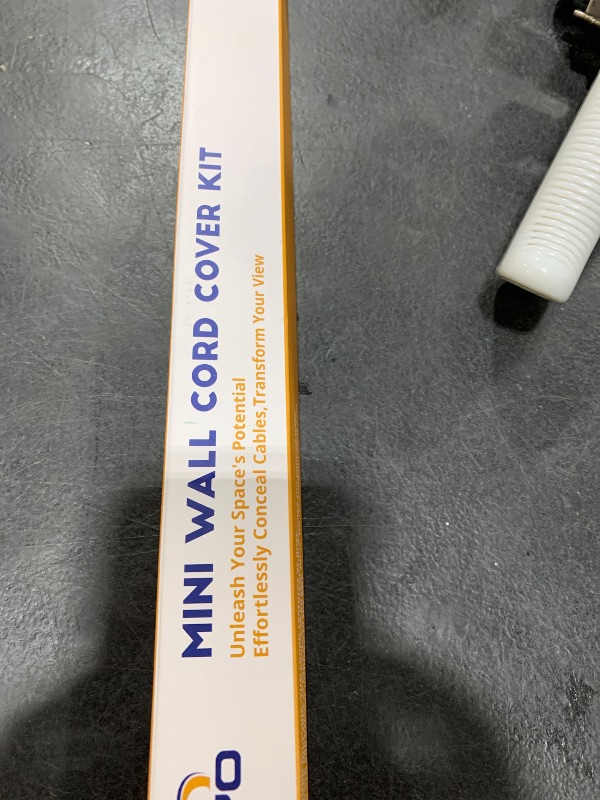 MINI WALL CORD COVER KIT
Unleash Your Space's Potential
Effortlessly Conceal Cables,Transform Your View